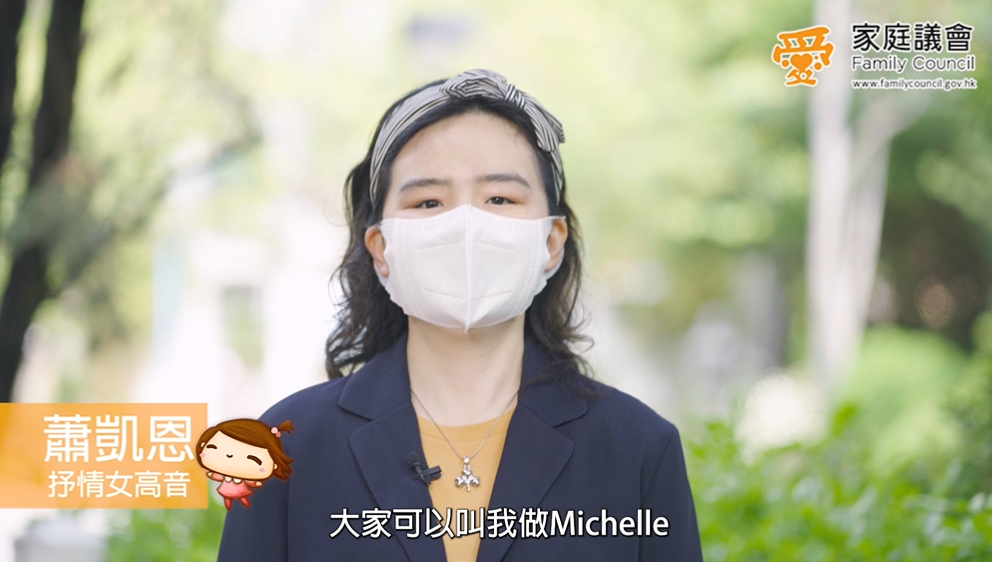 家庭議會
Family Council
www.familycouncil.gov.hk
蕭凱恩
抒情女高音
大家可以叫我做Michelle